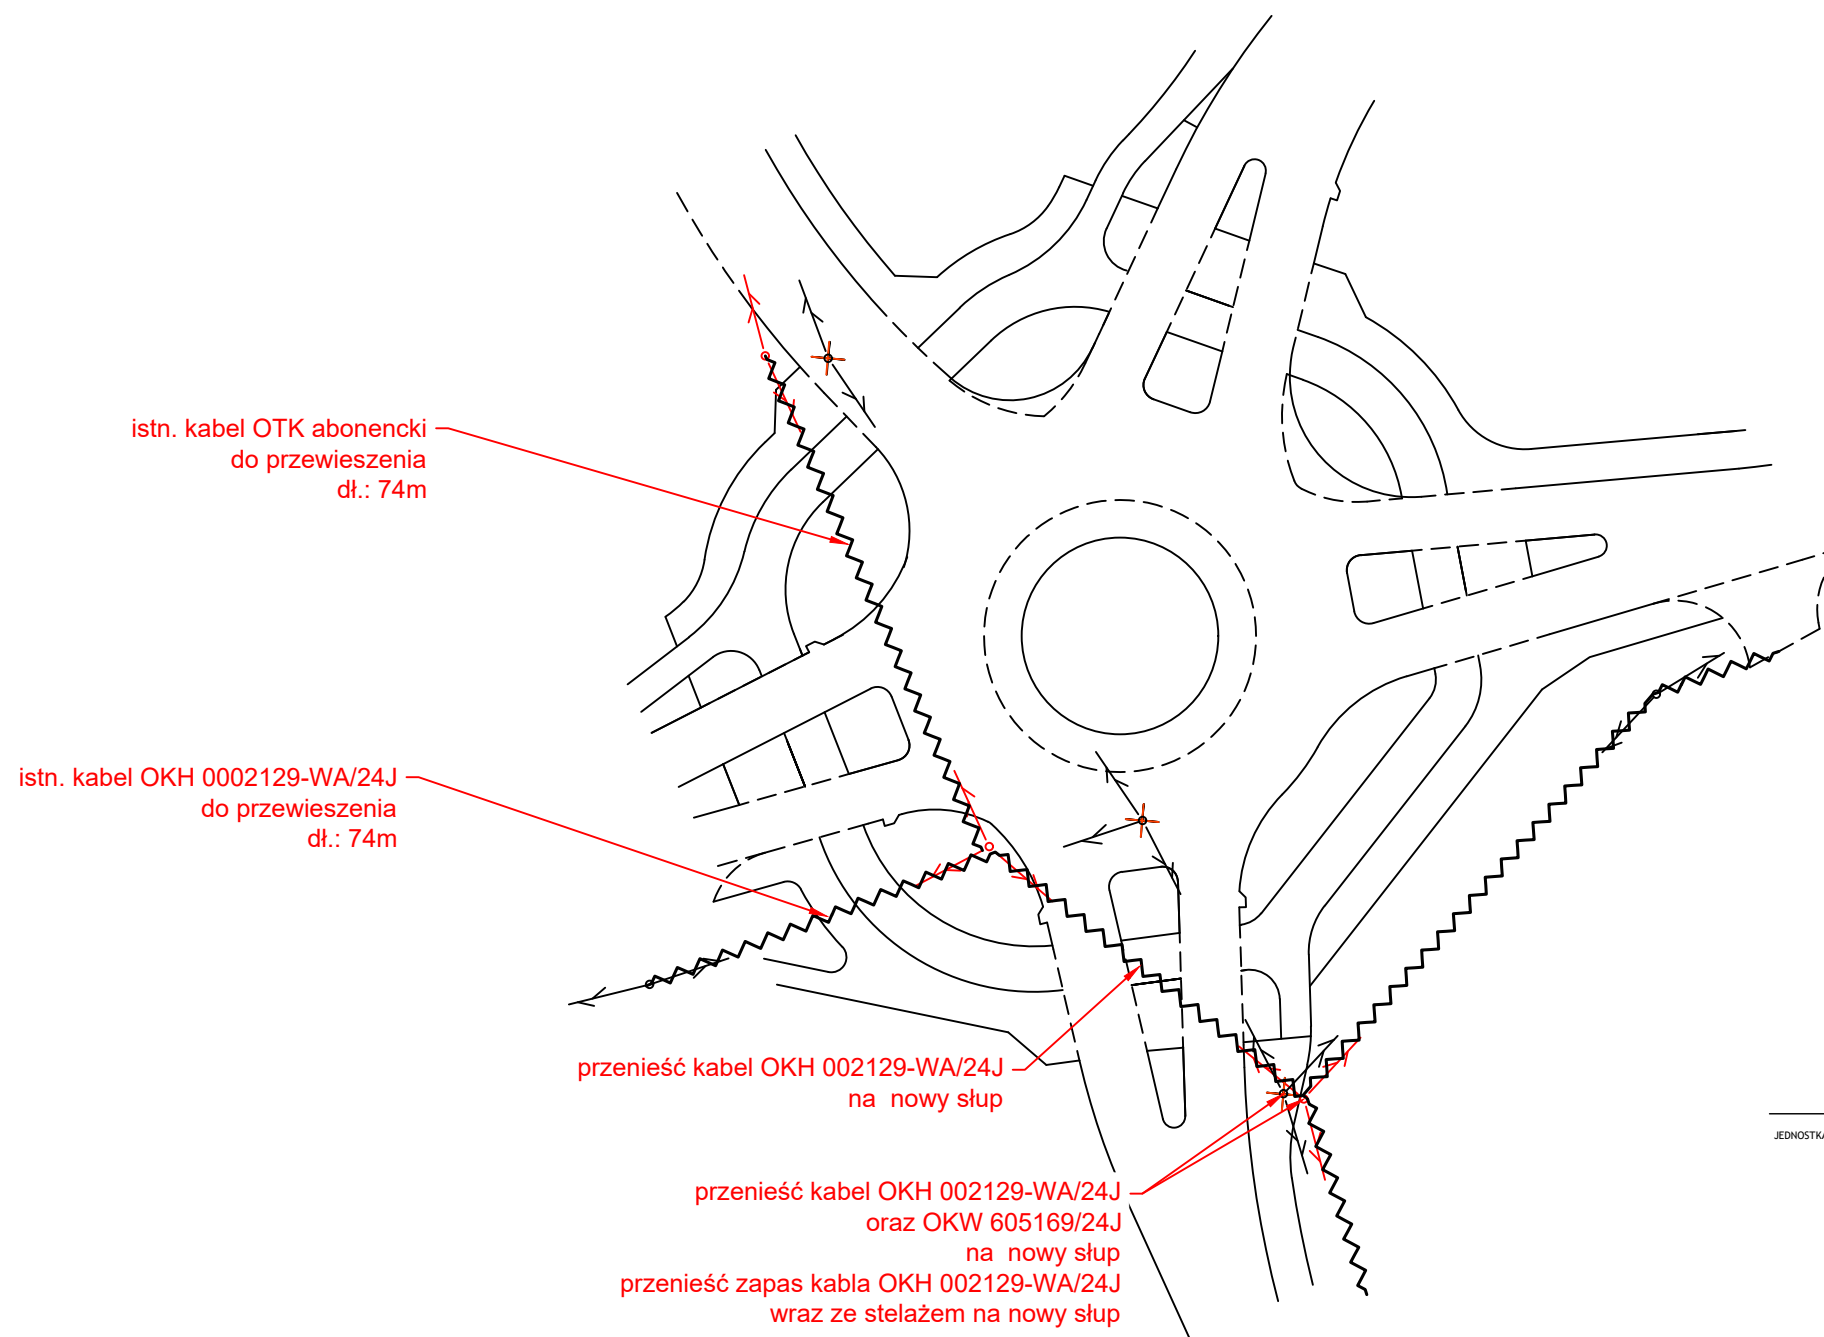 istn. kabel OTK abonencki
do przewieszenia
dł.: 74m
istn. kabel OKH 0002129-WA/24J
do przewieszenia
dł.: 74m
przenieść kabel OKH 002129-WA/24J
na nowy słup
JEDNOSTKA
przenieść kabel OKH 002129-WA/24J
oraz OKW 605169/24J
na nowy słup
przenieść zapas kabla OKH 002129-WA/24J
wraz ze stelażem na nowy słup